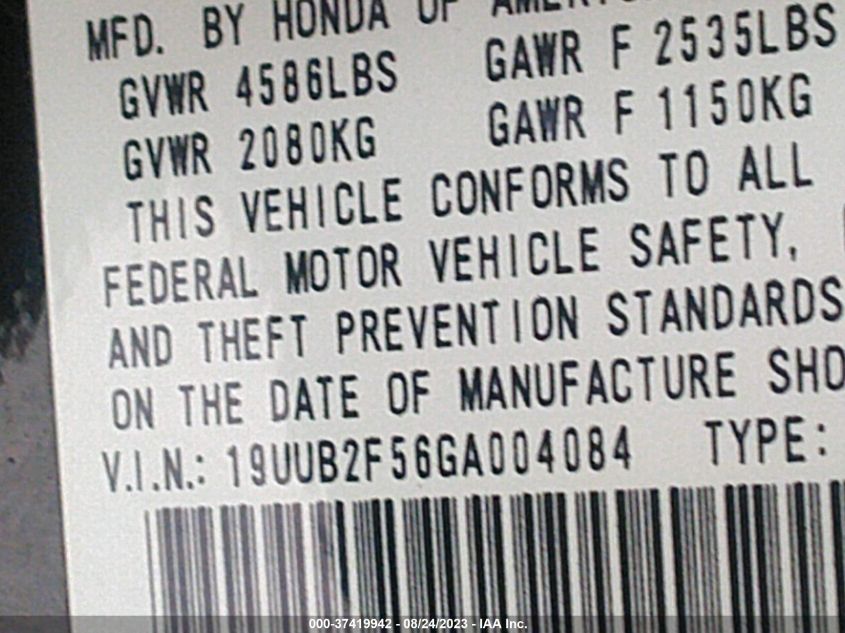 MFD. BY HONDA OF
GVWR 4586LBS GAWR F 2535LBS
GVWR 2080KG GAWR F 1150KG
THIS VEHICLE CONFORMS TO ALL
FEDERAL MOTOR VEHICLE SAFETY,
AND THEFT PREVENTION STANDARDS
ON THE DATE OF MANUFACTURE SHO
V.I.N.: 19UUB2F56GA004084 TYPE:
000-37419942 - 08/24/2023 - IAA Inc.